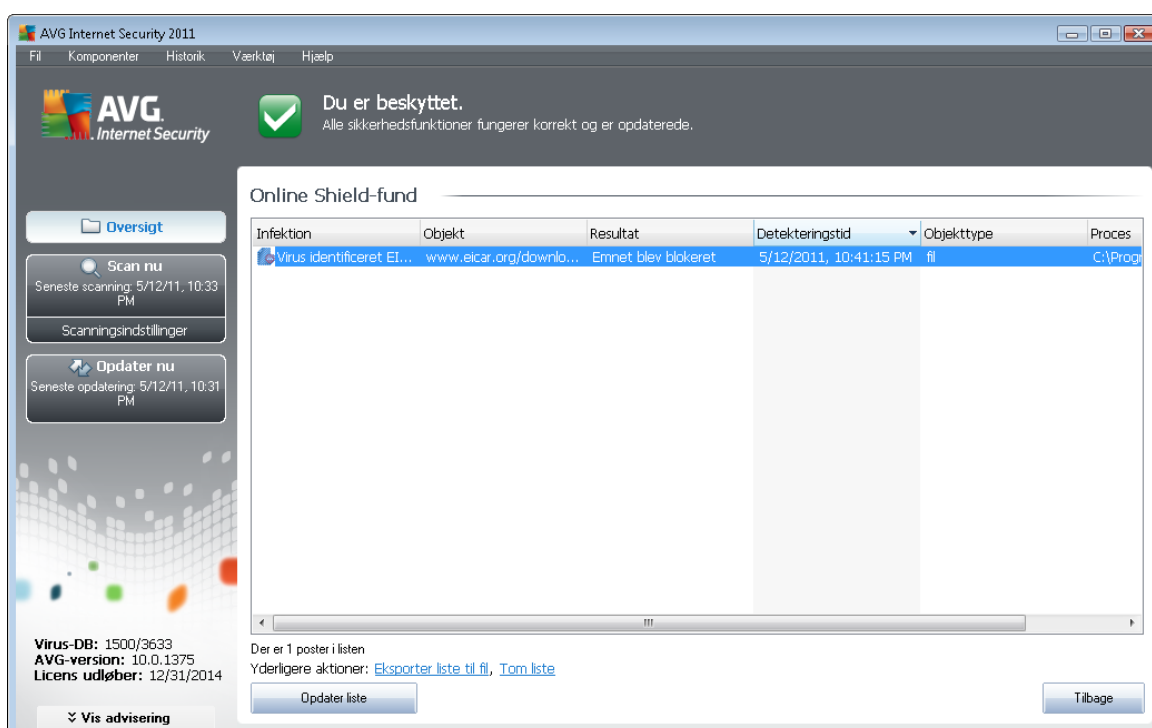 AVG Internet Security 2011
Fil Komponenter Historik Værktøj Hjælp
AVG.
Internet Security
Du er beskyttet.
Alle sikkerhedsfunktioner fungerer korrekt og er opdaterede.
Oversigt
Scan nu
Seneste scanning: 5/12/11, 10:33
PM
Scanningsindstillinger
Opdater nu
Seneste opdatering: 5/12/11, 10:31
PM
Virus-DB: 1500/3633
AVG-version: 10.0.1375
Licens udløber: 12/31/2014
Vis advisering
Online Shield-fund
Infektion Objekt Resultat Detekteringstid Objekttype Proces
Virus identificeret EI... www.eicar.org/downlo... Emnet blev blokeret 5/12/2011, 10:41:15 PM fil C:\Progr
Der er 1 poster i listen
Yderligere aktioner: Eksporter liste til fil, Tom liste
Opdater liste Tilbage